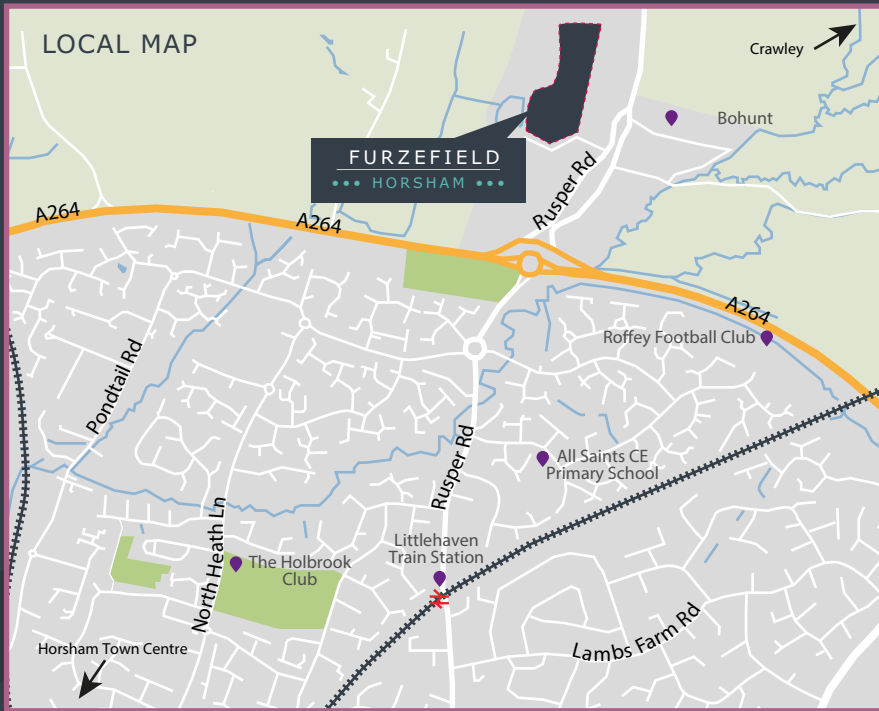 LOCAL MAP
Crawley
Bohunt
FURZEFIELD
••• HORSHAM •••
Rusper Rd
A264
A264
A264
Roffey Football Club
Pondtail Rd
Rusper Rd
All Saints CE
Primary School
North Heath Ln
Littlehaven
Train Station
The Holbrook
Club
Lambs Farm Rd
Horsham Town Centre